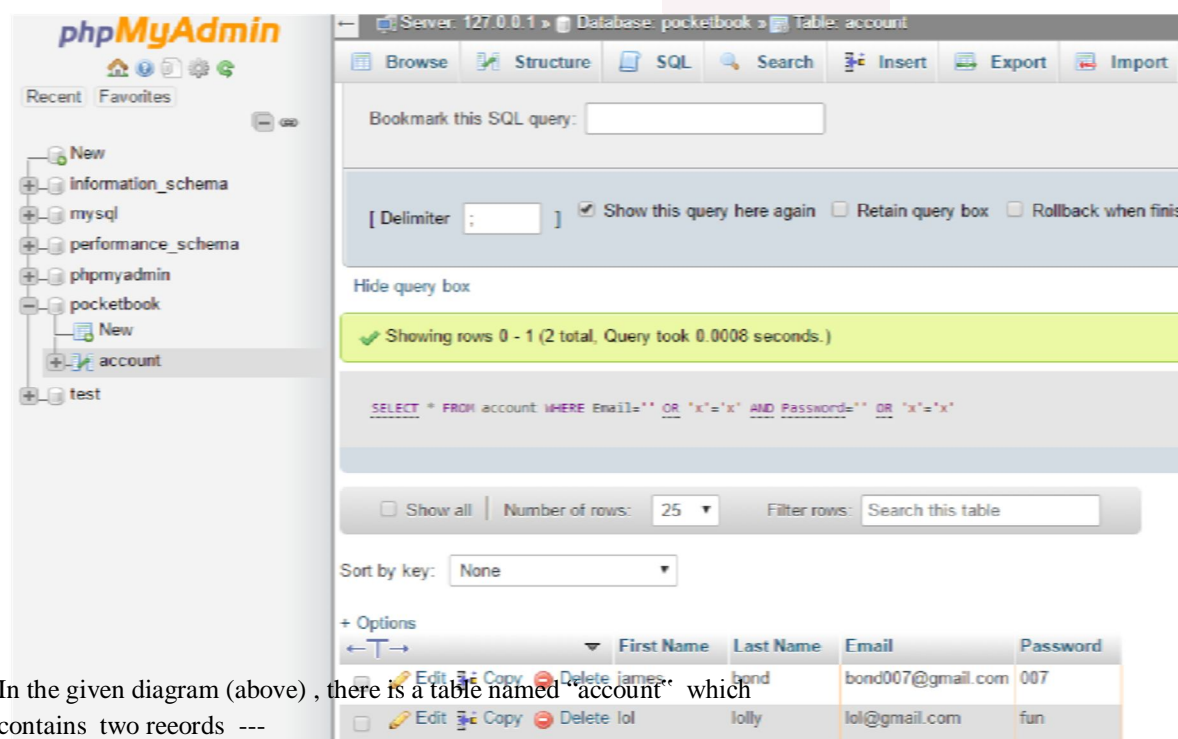 phpMyAdmin
Recent Favorites
New
information_schema
mysql
performance_schema
phpmyadmin
pocketbook
New
account
test
Server: 127.0.0.1 » Database: pocketbook » Table: account
Browse Structure SQL Search Insert Export Import
Bookmark this SQL query:
[ Delimiter ; ] Show this query here again Retain query box Rollback when finis
Hide query box
Showing rows 0 - 1 (2 total, Query took 0.0008 seconds.)
SELECT * FROM account WHERE Email='' OR 'x'='x' AND Password='' OR 'x'='x'
Show all Number of rows: 25 Filter rows: Search this table
Sort by key: None
+ Options
←T→ First Name Last Name Email Password
Edit Copy Delete james bond bond007@gmail.com 007
Edit Copy Delete lol lolly lol@gmail.com fun
In the given diagram (above) , there is a table named “account“ which
contains two reeords ---